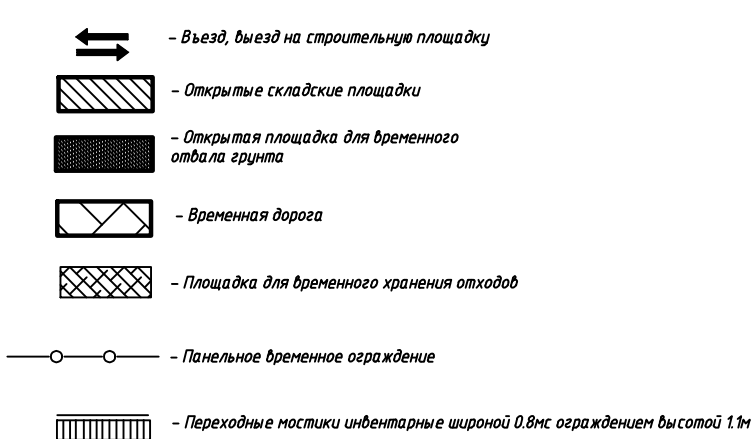 – Въезд, выезд на строительную площадку
– Открытые складские площадки
– Открытая площадка для временного
отвала грунта
– Временная дорога
– Площадка для временного хранения отходов
– Панельное временное ограждение
– Переходные мостики инвентарные широной 0.8мс ограждением высотой 1.1м